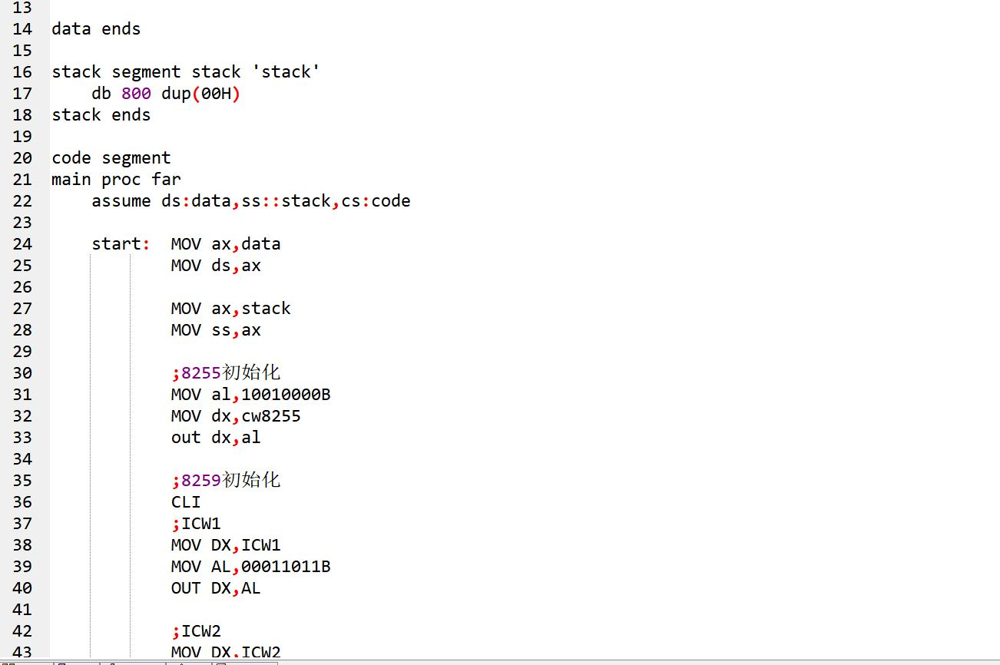 13
14 data ends
15
16 stack segment stack 'stack'
17 db 800 dup(00H)
18 stack ends
19
20 code segment
21 main proc far
22 assume ds:data,ss::stack,cs:code
23
24 start: MOV ax,data
25 MOV ds,ax
26
27 MOV ax,stack
28 MOV ss,ax
29
30 ;8255初始化
31 MOV al,10010000B
32 MOV dx,cw8255
33 out dx,al
34
35 ;8259初始化
36 CLI
37 ;ICW1
38 MOV DX,ICW1
39 MOV AL,00011011B
40 OUT DX,AL
41
42 ;ICW2
43 MOV DX,ICW2